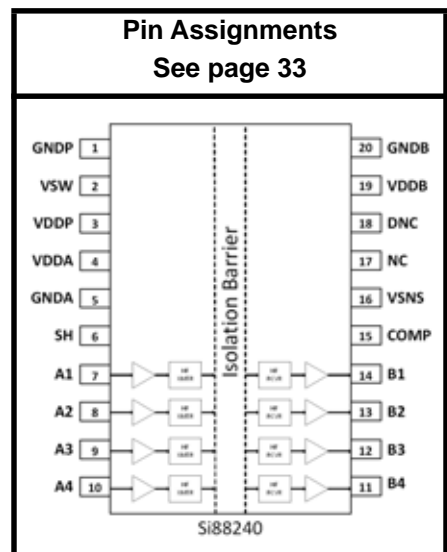 Pin Assignments
See page 33
GNDP 1
VSW 2
VDDP 3
VDDA 4
GNDA 5
SH 6
A1 7
A2 8
A3 9
A4 10
Isolation Barrier
20 GNDB
19 VDDB
18 DNC
17 NC
16 VSNS
15 COMP
14 B1
13 B2
12 B3
11 B4
Si88240